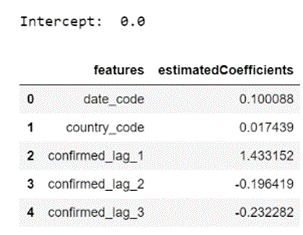 Intercept:  0.0
features estimatedCoefficients
0 date_code 0.100088
1 country_code 0.017439
2 confirmed_lag_1 1.433152
3 confirmed_lag_2 -0.196419
4 confirmed_lag_3 -0.232282